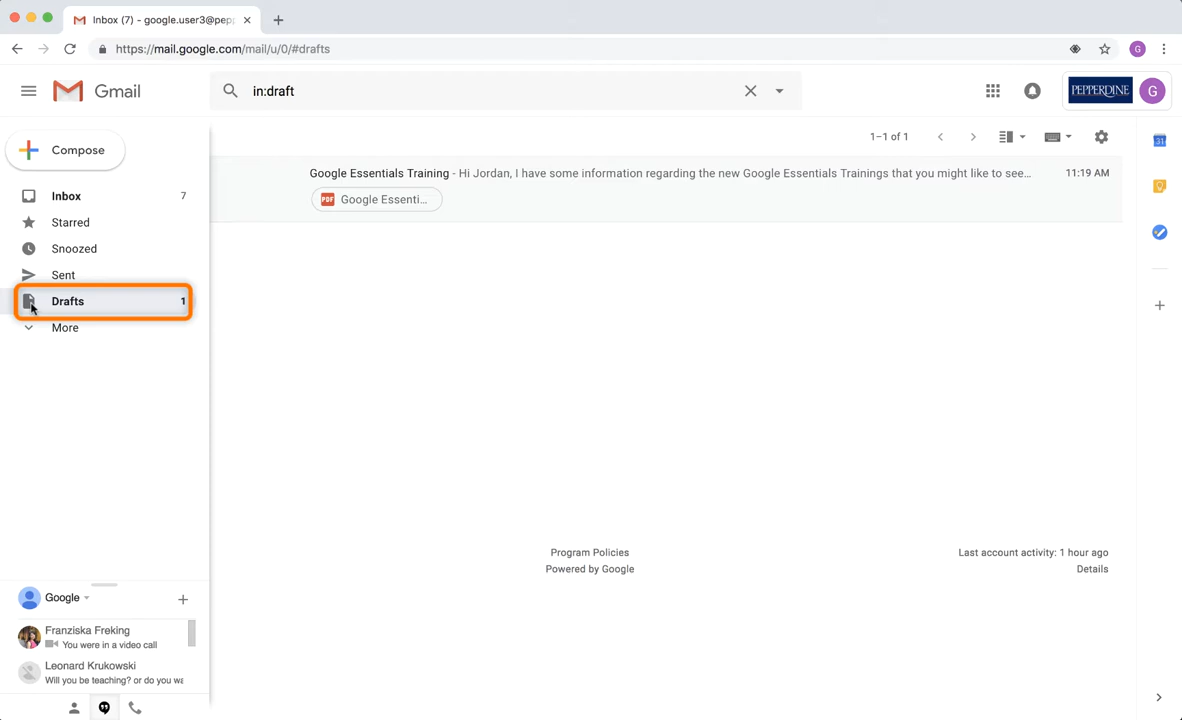 Inbox (7) - google.user3@pepp
https://mail.google.com/mail/u/0/#drafts
G
Gmail
in:draft
PEPPERDINE
G
Compose
1–1 of 1
31
Google Essentials Training - Hi Jordan, I have some information regarding the new Google Essentials Trainings that you might like to see...
11:19 AM
PDF Google Essenti...
Inbox 7
Starred
Snoozed
Sent
Drafts 1
More
Program Policies
Powered by Google
Last account activity: 1 hour ago
Details
Google
Franziska Freking
You were in a video call
Leonard Krukowski
Will you be teaching? or do you wa